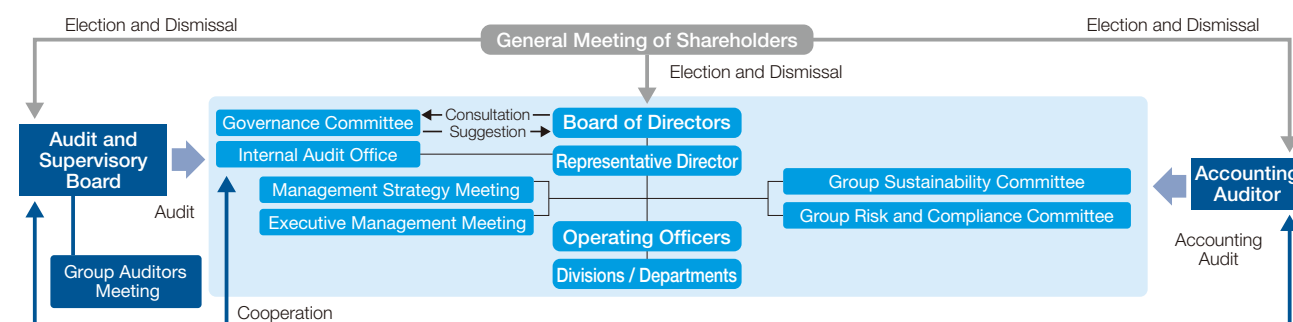 Election and Dismissal
General Meeting of Shareholders
Election and Dismissal
Election and Dismissal
Governance Committee
Consultation
Suggestion
Board of Directors
Audit and
Supervisory
Board
Internal Audit Office
Representative Director
Audit
Management Strategy Meeting
Executive Management Meeting
Group Sustainability Committee
Group Risk and Compliance Committee
Accounting
Auditor
Accounting
Audit
Operating Officers
Divisions / Departments
Group Auditors
Meeting
Cooperation